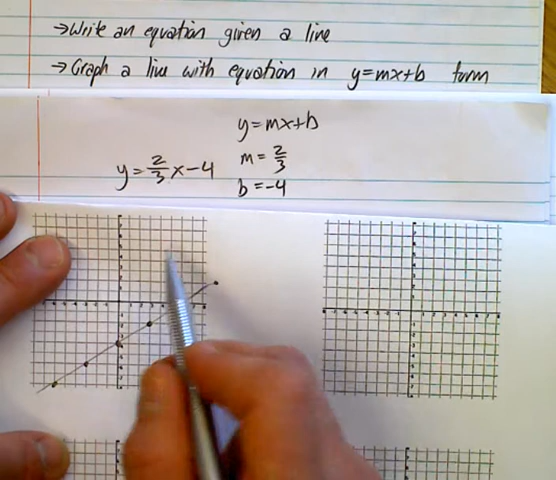 →Write an equation given a line
→Graph a line with equation in y=mx+b form
y=mx+b
y=2/3x-4
m=2/3
b=-4